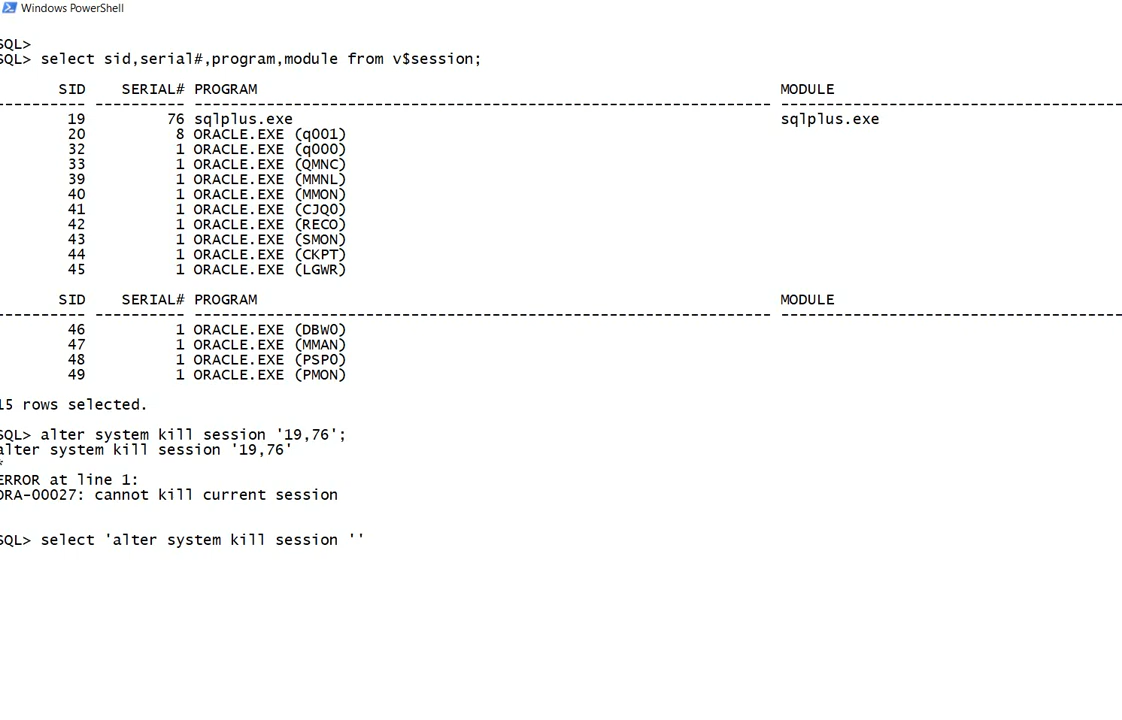 Windows PowerShell
SQL>
SQL> select sid,serial#,program,module from v$session;
SID SERIAL# PROGRAM MODULE
---------- ---------- ---------------------------------------------------------------- --------------------------------------
19 76 sqlplus.exe sqlplus.exe
20 8 ORACLE.EXE (q001)
32 1 ORACLE.EXE (q000)
33 1 ORACLE.EXE (QMNC)
39 1 ORACLE.EXE (MMNL)
40 1 ORACLE.EXE (MMON)
41 1 ORACLE.EXE (CJQ0)
42 1 ORACLE.EXE (RECO)
43 1 ORACLE.EXE (SMON)
44 1 ORACLE.EXE (CKPT)
45 1 ORACLE.EXE (LGWR)
SID SERIAL# PROGRAM MODULE
---------- ---------- ---------------------------------------------------------------- --------------------------------------
46 1 ORACLE.EXE (DBW0)
47 1 ORACLE.EXE (MMAN)
48 1 ORACLE.EXE (PSP0)
49 1 ORACLE.EXE (PMON)
15 rows selected.
SQL> alter system kill session '19,76';
alter system kill session '19,76'
*
ERROR at line 1:
ORA-00027: cannot kill current session
SQL> select 'alter system kill session ''